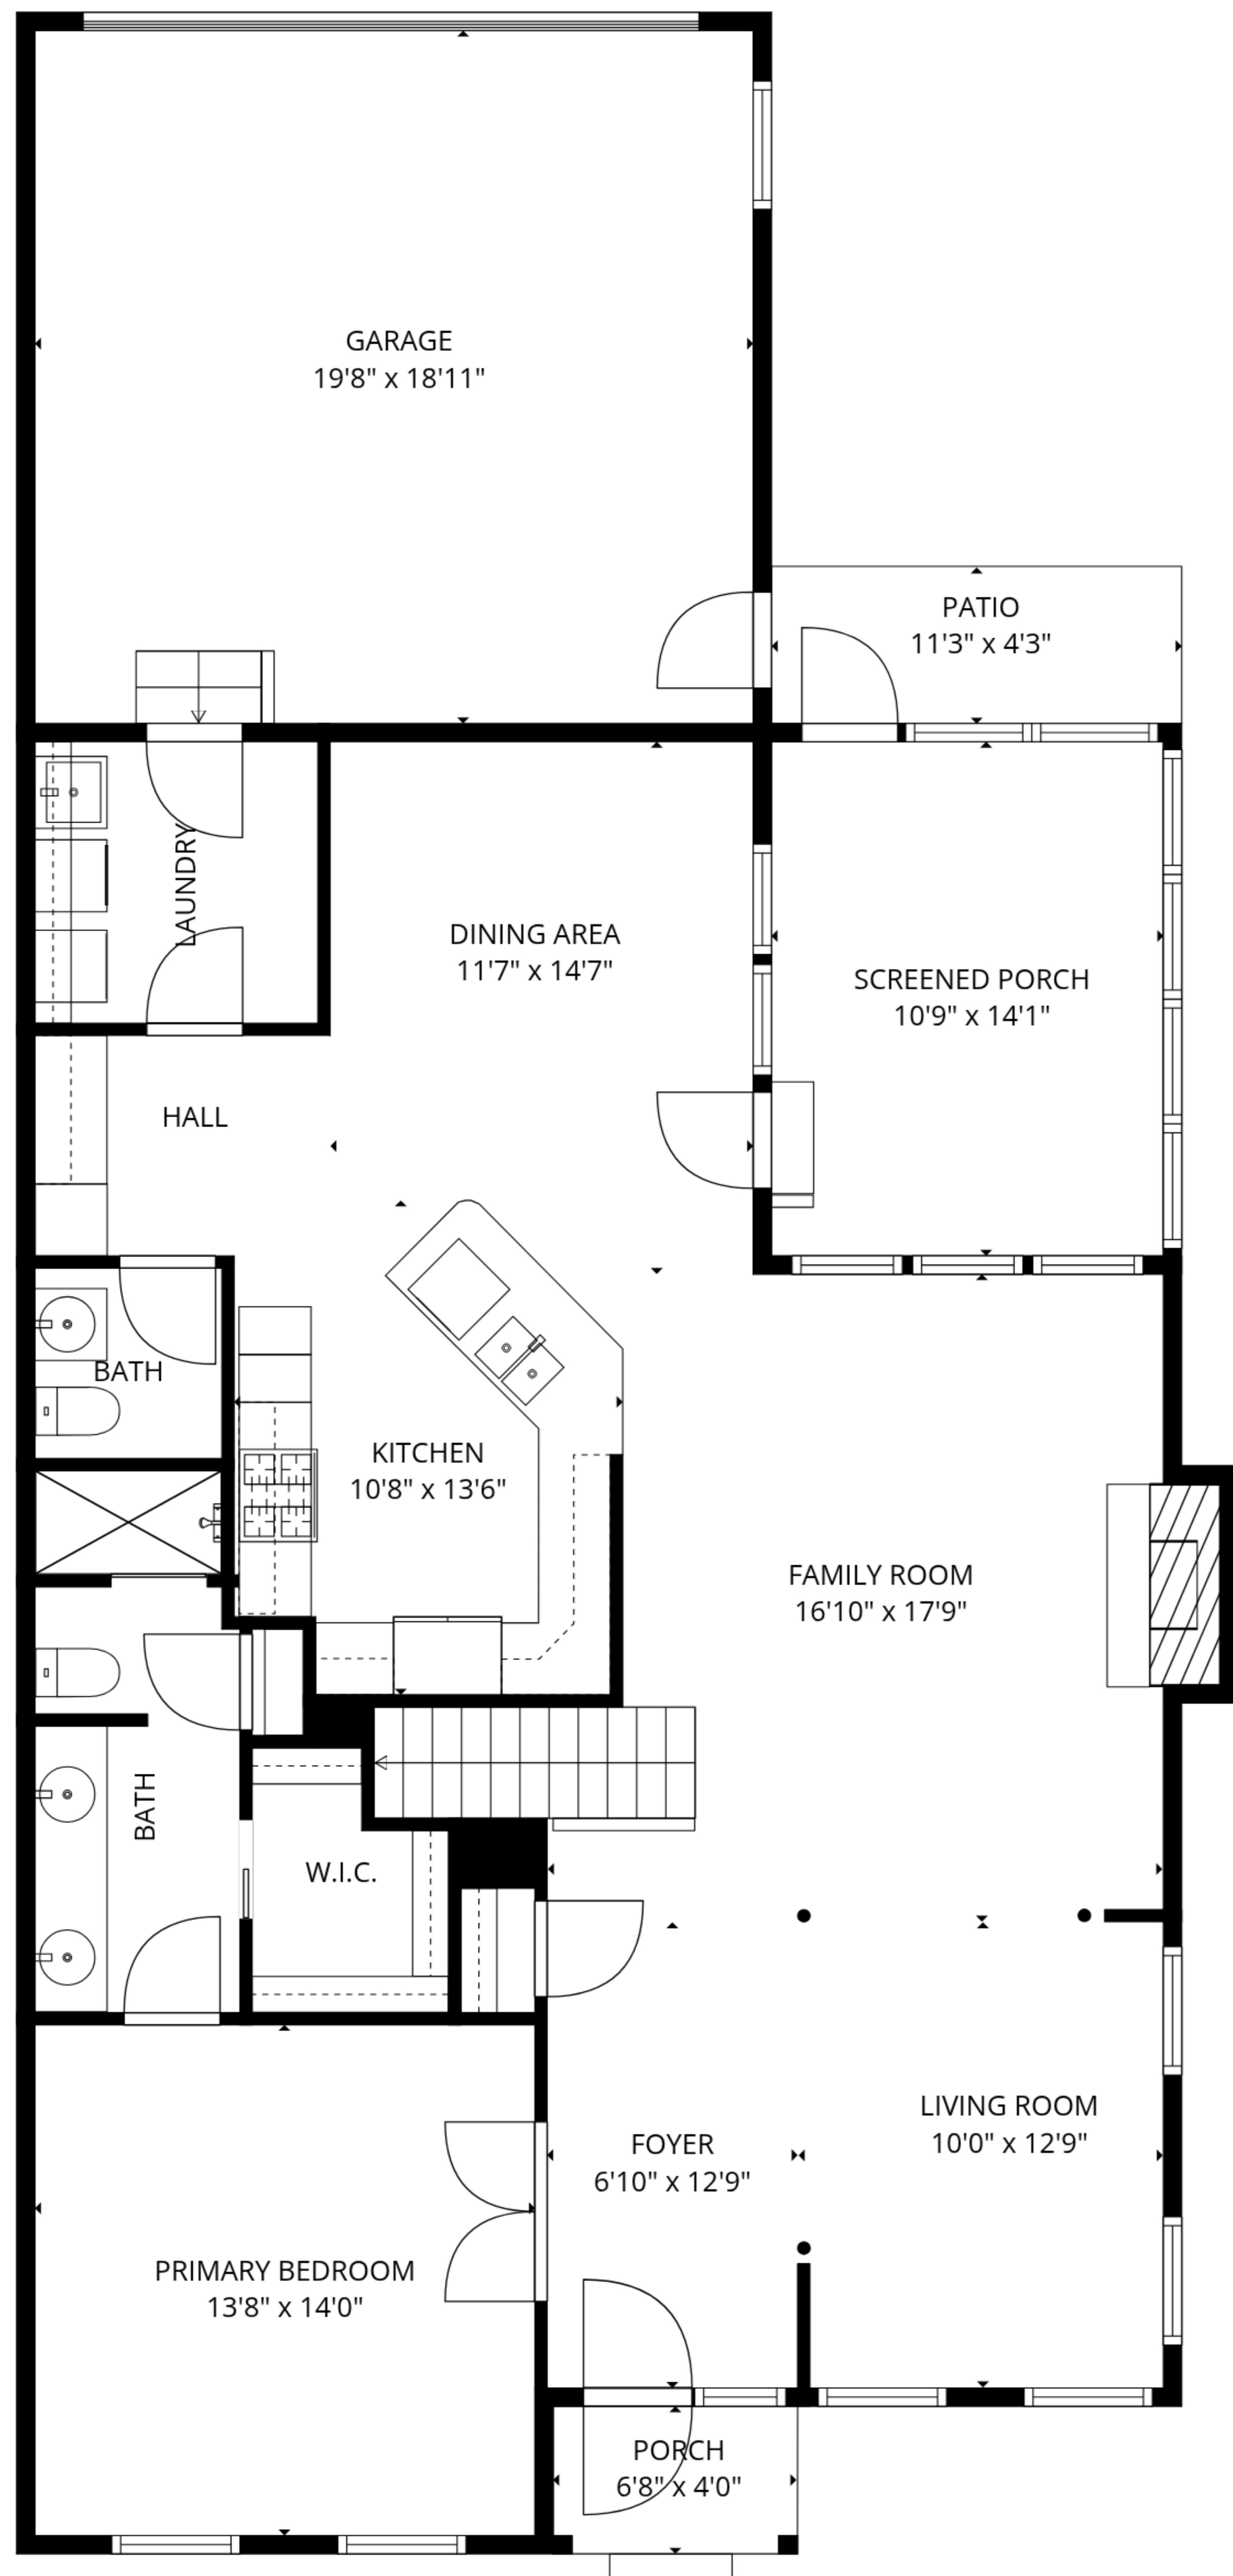 GARAGE
19'8" x 18'11"
PATIO
11'3" x 4'3"
LAUNDRY
DINING AREA
11'7" x 14'7"
SCREENED PORCH
10'9" x 14'1"
HALL
BATH
KITCHEN
10'8" x 13'6"
FAMILY ROOM
16'10" x 17'9"
BATH
W.I.C.
LIVING ROOM
10'0" x 12'9"
FOYER
6'10" x 12'9"
PRIMARY BEDROOM
13'8" x 14'0"
PORCH
6'8" x 4'0"